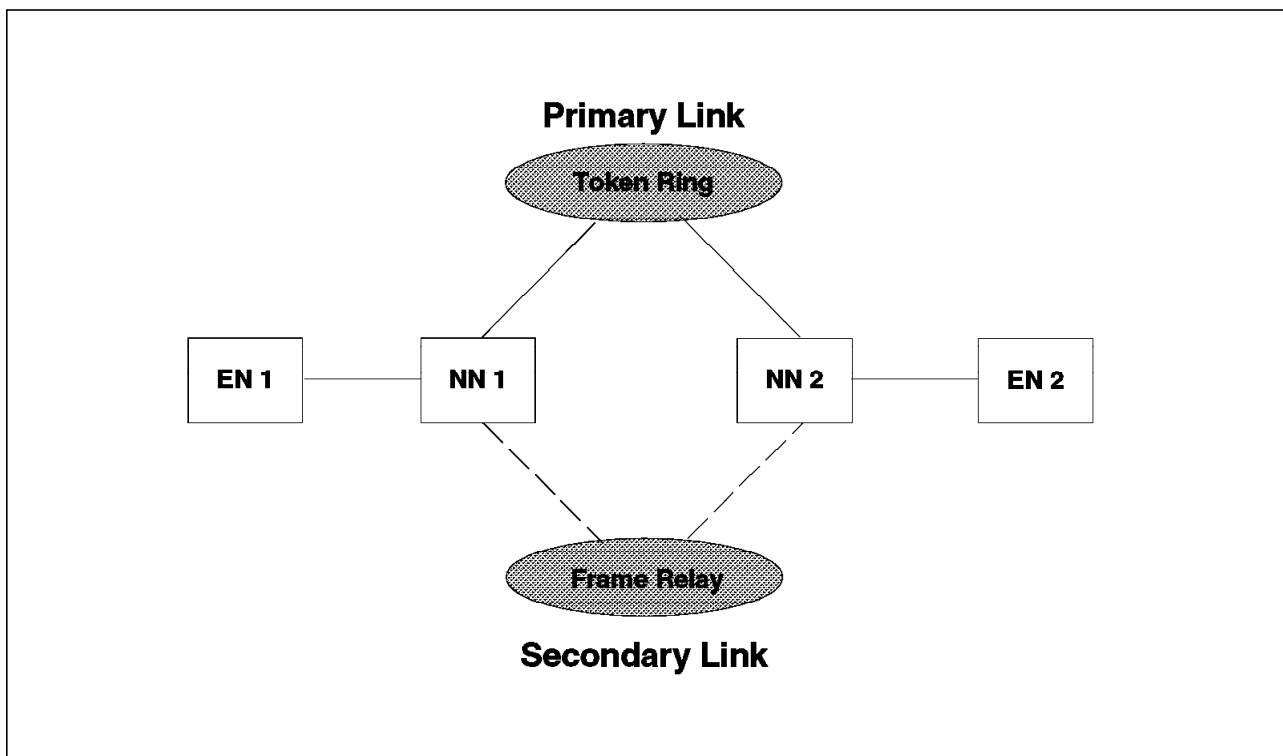 Primary Link
Token Ring
EN 1
NN 1
NN 2
EN 2
Frame Relay
Secondary Link